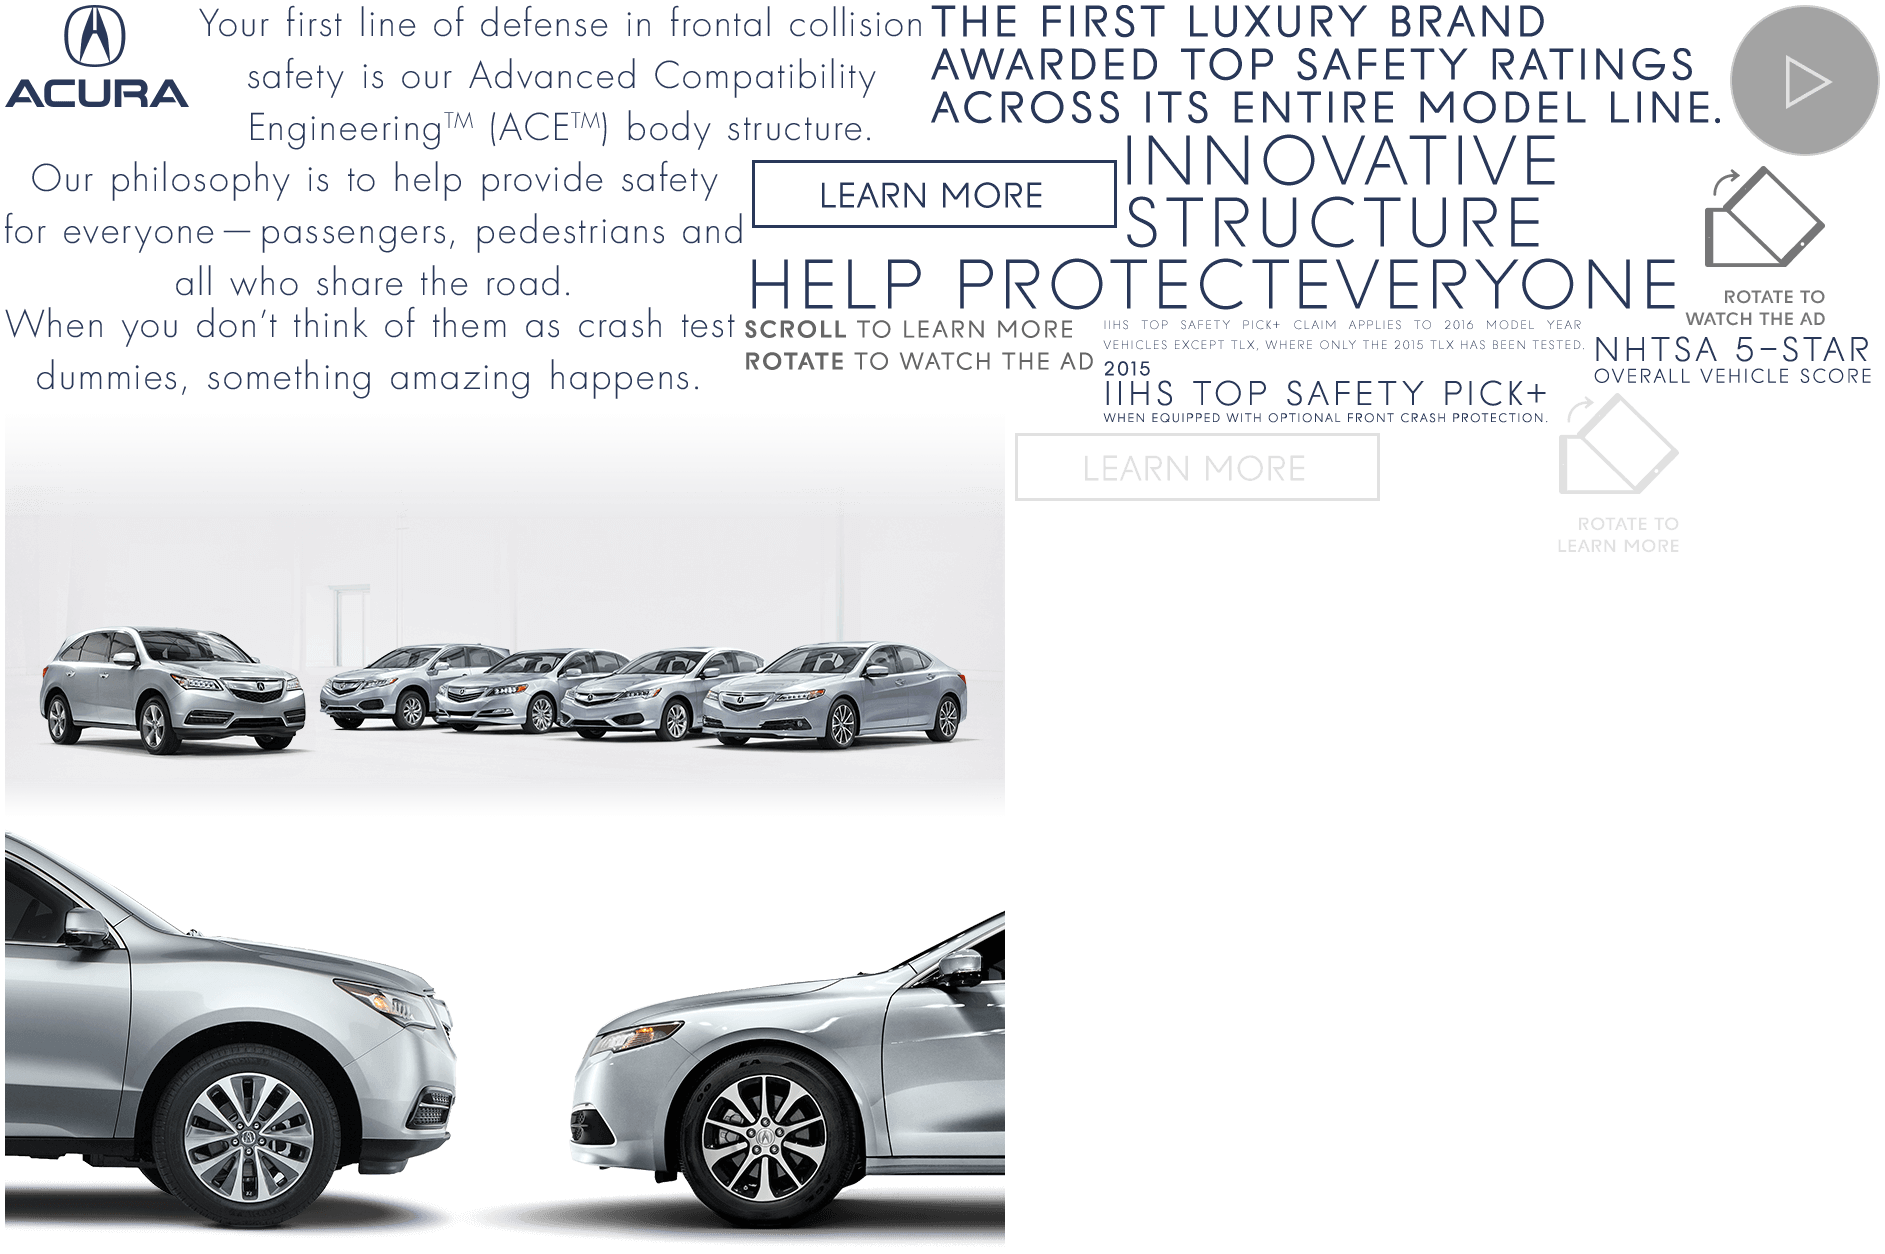 ACURA
Your first line of defense in frontal collision
safety is our Advanced Compatibility
Engineering™ (ACE™) body structure.
THE FIRST LUXURY BRAND
AWARDED TOP SAFETY RATINGS
ACROSS ITS ENTIRE MODEL LINE.
Our philosophy is to help provide safety
for everyone — passengers, pedestrians and
all who share the road.
LEARN MORE
INNOVATIVE
STRUCTURE
HELP PROTECT
EVERYONE
ROTATE TO
WATCH THE AD
When you don't think of them as crash test
dummies, something amazing happens.
SCROLL TO LEARN MORE
ROTATE TO WATCH THE AD
IIHS TOP SAFETY PICK+ CLAIM APPLIES TO 2016 MODEL YEAR
VEHICLES EXCEPT TLX, WHERE ONLY THE 2015 TLX HAS BEEN TESTED.
2015
IIHS TOP SAFETY PICK+
WHEN EQUIPPED WITH OPTIONAL FRONT CRASH PROTECTION.
NHTSA 5–STAR
OVERALL VEHICLE SCORE
LEARN MORE
ROTATE TO
LEARN MORE